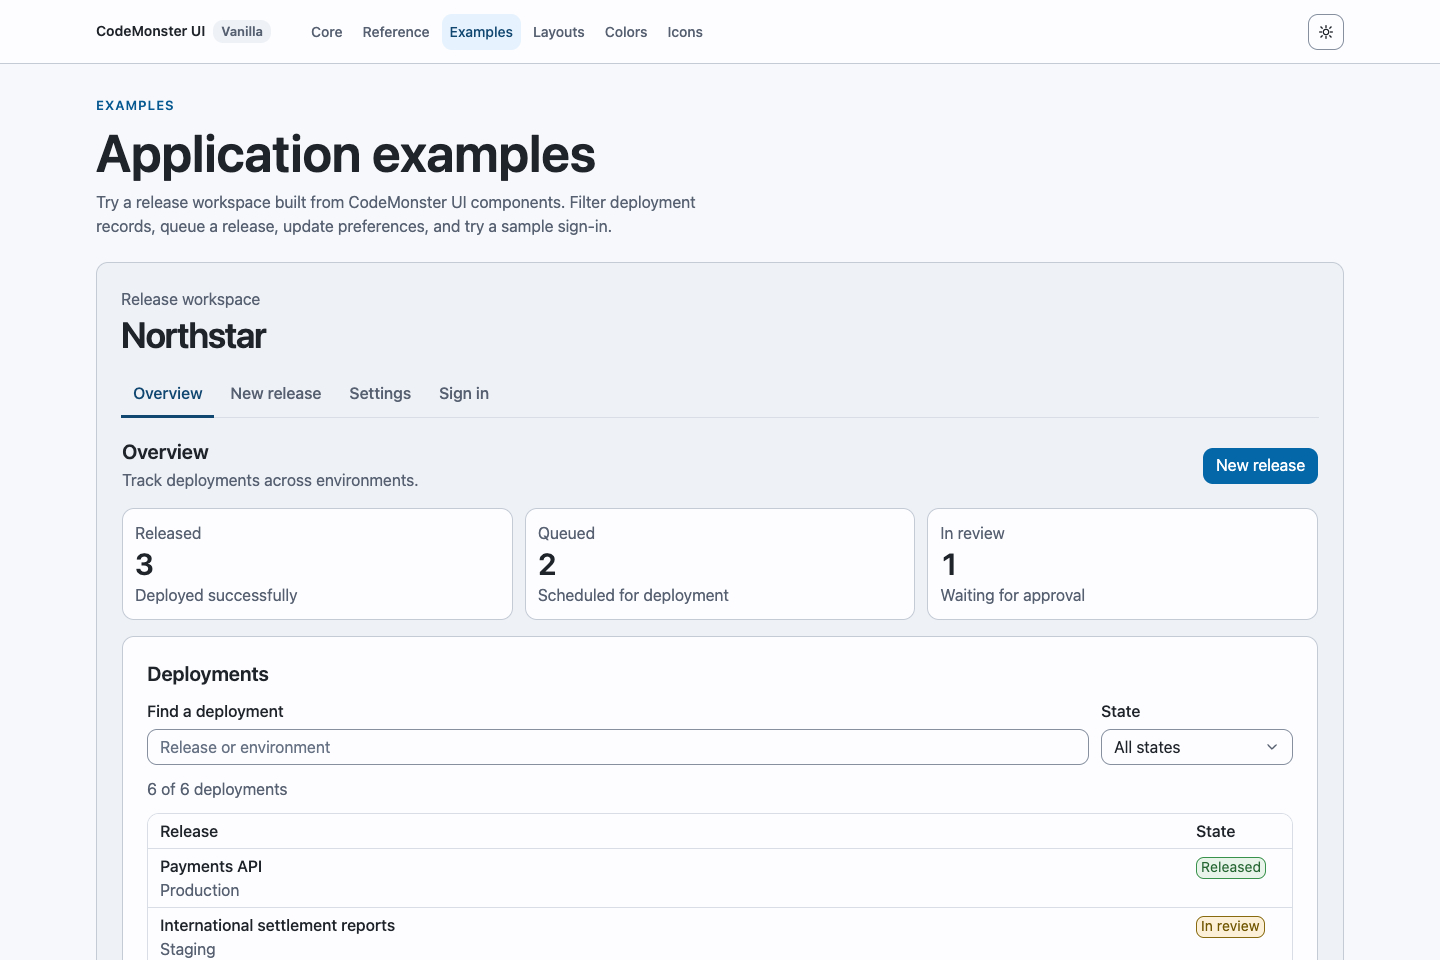 CodeMonster UI Vanilla Core Reference Examples Layouts Colors Icons
EXAMPLES
Application examples
Try a release workspace built from CodeMonster UI components. Filter deployment
records, queue a release, update preferences, and try a sample sign-in.
Release workspace
Northstar
Overview New release Settings Sign in
Overview
Track deployments across environments.
New release
Released
3
Deployed successfully
Queued
2
Scheduled for deployment
In review
1
Waiting for approval
Deployments
Find a deployment
Release or environment
State
All states
6 of 6 deployments
Release State
Payments API Released
Production
International settlement reports In review
Staging